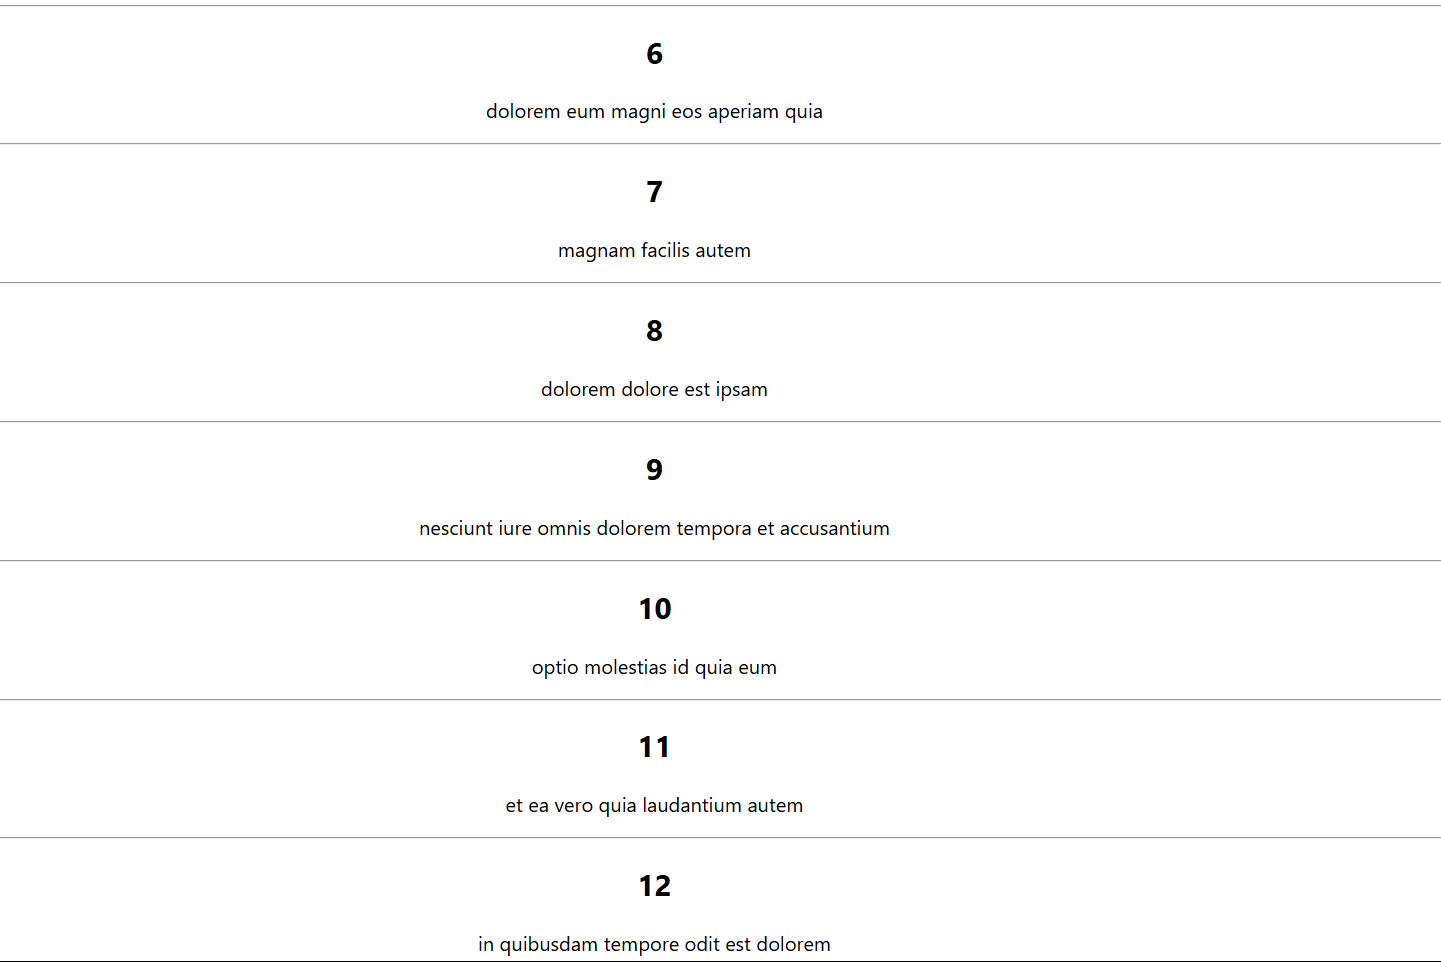 6
dolorem eum magni eos aperiam quia
7
magnam facilis autem
8
dolorem dolore est ipsam
9
nesciunt iure omnis dolorem tempora et accusantium
10
optio molestias id quia eum
11
et ea vero quia laudantium autem
12
in quibusdam tempore odit est dolorem